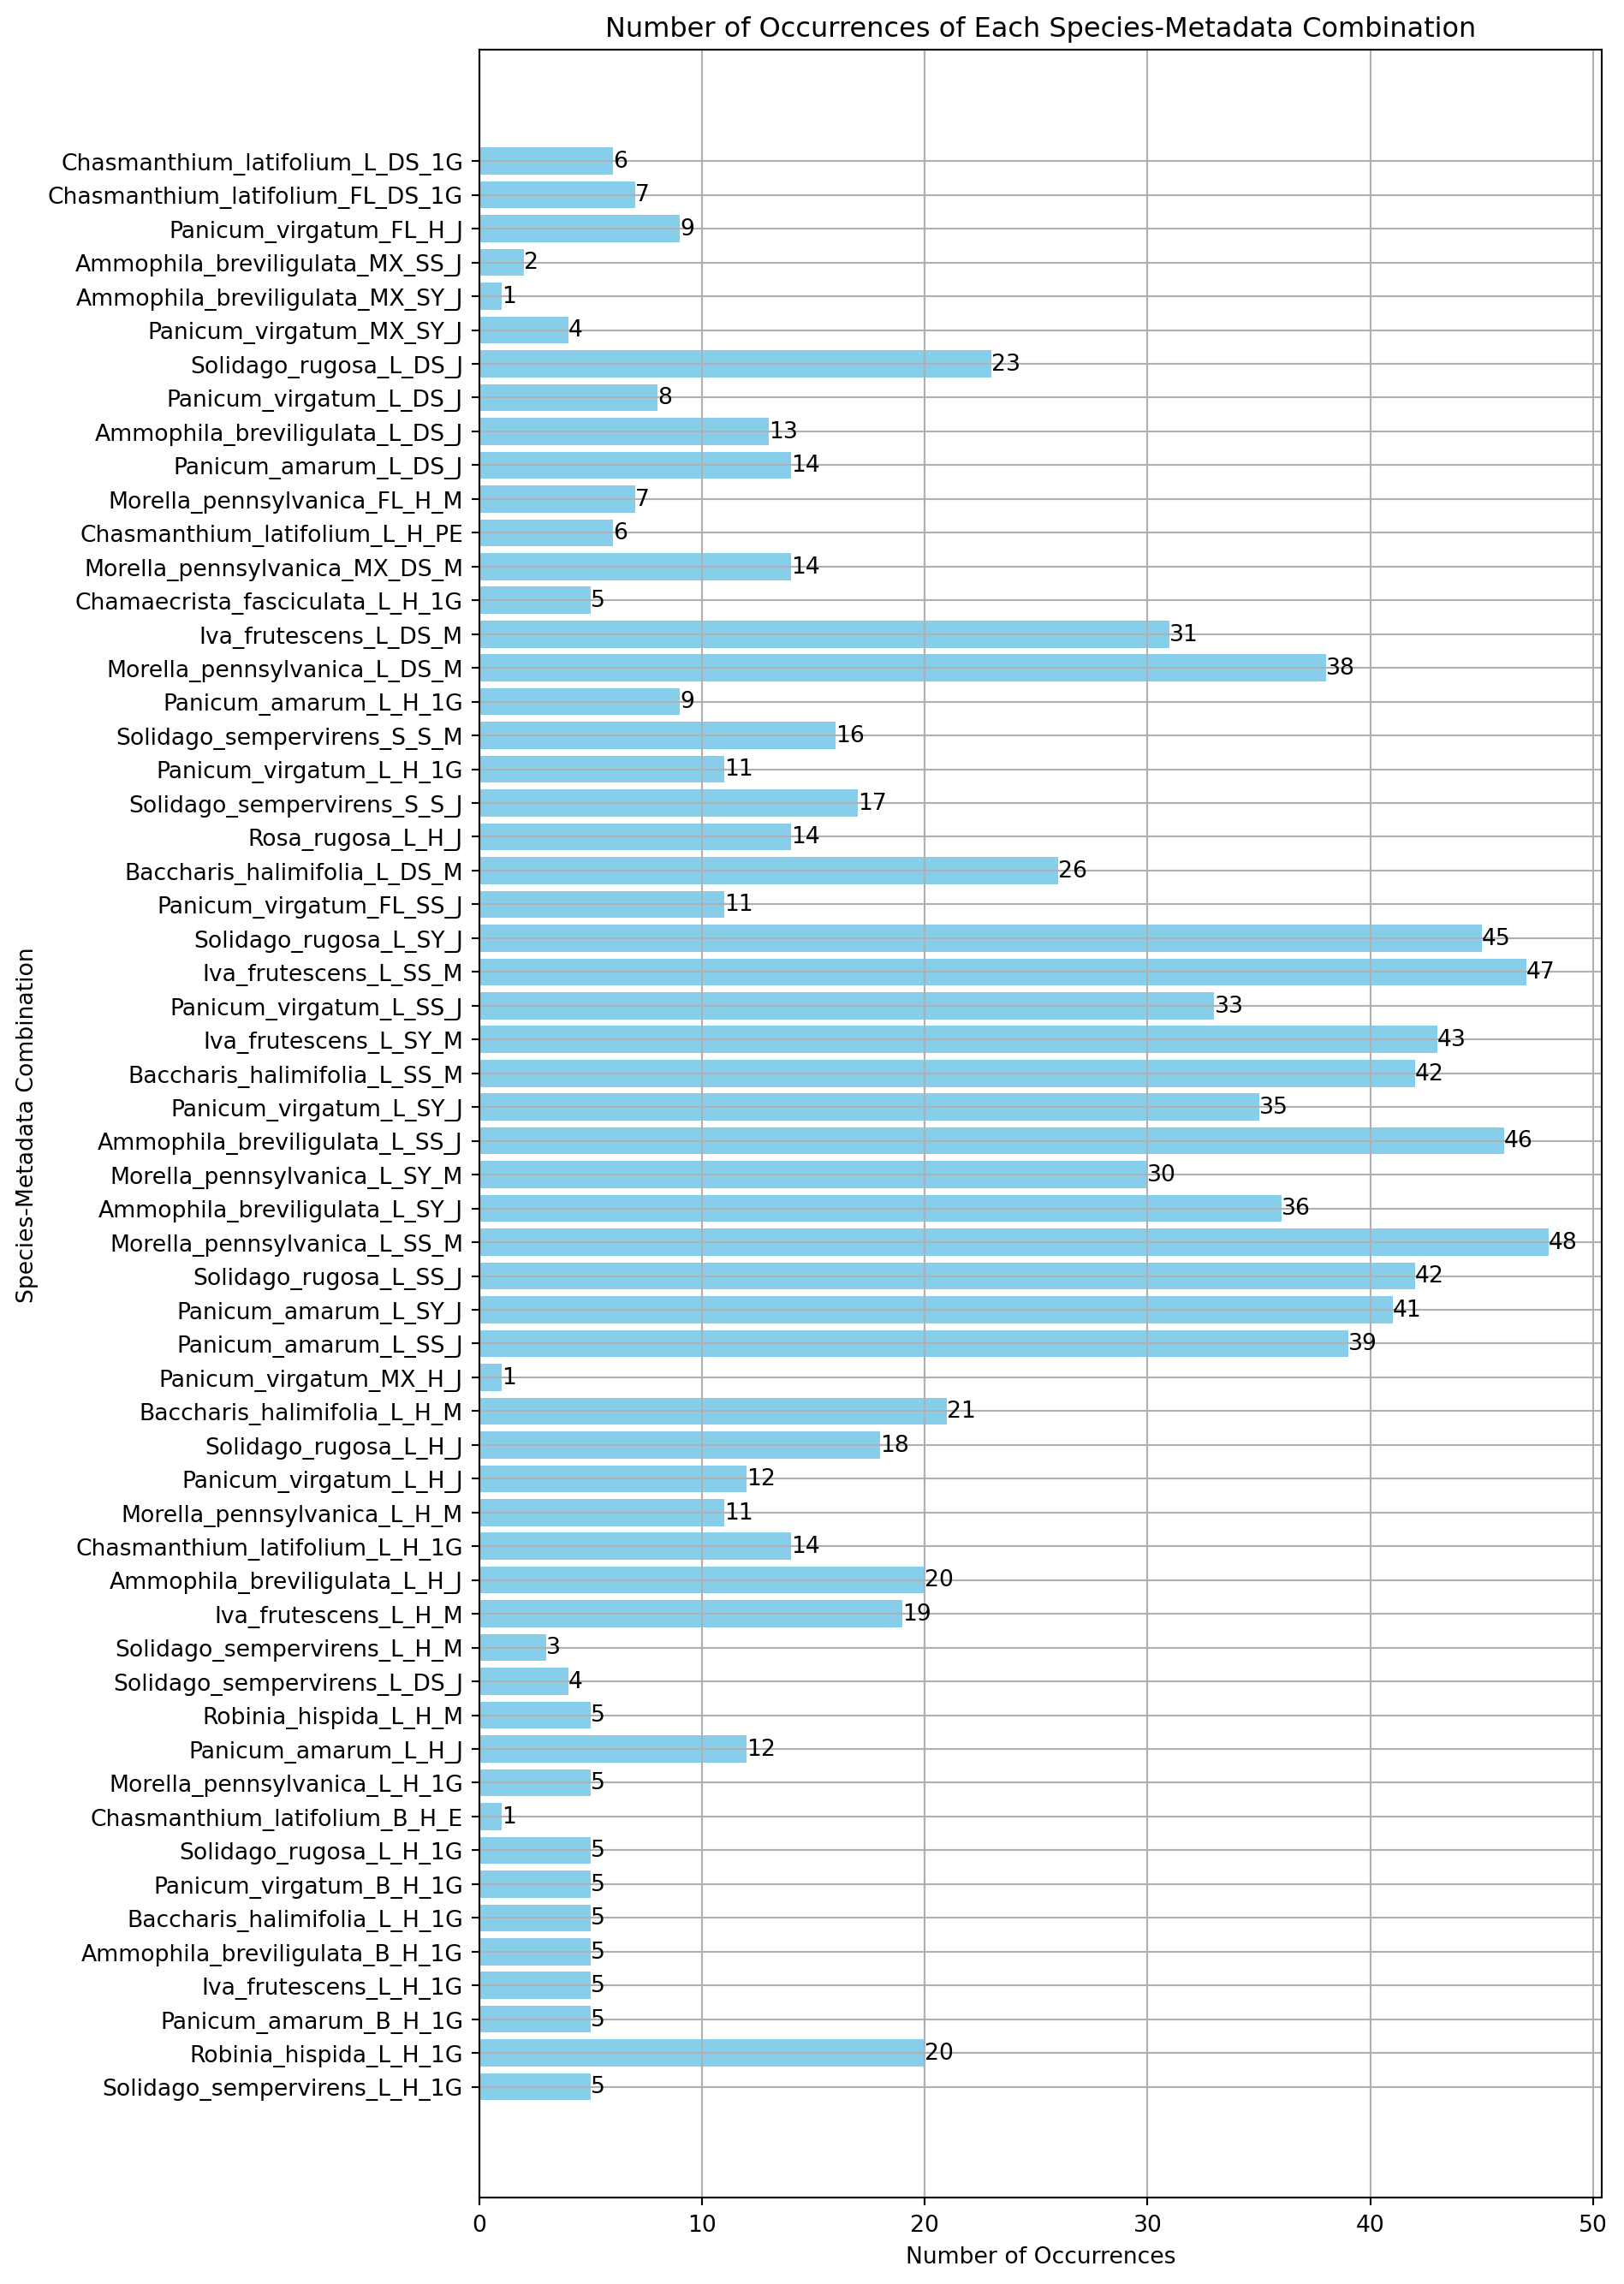 Number of Occurrences of Each Species-Metadata Combination
Chasmanthium_latifolium_L_DS_1G 6
Chasmanthium_latifolium_FL_DS_1G 7
Panicum_virgatum_FL_H_J 9
Ammophila_breviligulata_MX_SS_J 2
Ammophila_breviligulata_MX_SY_J 1
Panicum_virgatum_MX_SY_J 4
Solidago_rugosa_L_DS_J 23
Panicum_virgatum_L_DS_J 8
Ammophila_breviligulata_L_DS_J 13
Panicum_amarum_L_DS_J 14
Morella_pennsylvanica_FL_H_M 7
Chasmanthium_latifolium_L_H_PE 6
Morella_pennsylvanica_MX_DS_M 14
Chamaecrista_fasciculata_L_H_1G 5
Iva_frutescens_L_DS_M 31
Morella_pennsylvanica_L_DS_M 38
Panicum_amarum_L_H_1G 9
Solidago_sempervirens_S_S_M 16
Panicum_virgatum_L_H_1G 11
Solidago_sempervirens_S_S_J 17
Rosa_rugosa_L_H_J 14
Baccharis_halimifolia_L_DS_M 26
Panicum_virgatum_FL_SS_J 11
Solidago_rugosa_L_SY_J 45
Iva_frutescens_L_SS_M 47
Panicum_virgatum_L_SS_J 33
Iva_frutescens_L_SY_M 43
Baccharis_halimifolia_L_SS_M 42
Panicum_virgatum_L_SY_J 35
Ammophila_breviligulata_L_SS_J 46
Morella_pennsylvanica_L_SY_M 30
Ammophila_breviligulata_L_SY_J 36
Morella_pennsylvanica_L_SS_M 48
Solidago_rugosa_L_SS_J 42
Panicum_amarum_L_SY_J 41
Panicum_amarum_L_SS_J 39
Panicum_virgatum_MX_H_J 1
Baccharis_halimifolia_L_H_M 21
Solidago_rugosa_L_H_J 18
Panicum_virgatum_L_H_J 12
Morella_pennsylvanica_L_H_M 11
Chasmanthium_latifolium_L_H_1G 14
Ammophila_breviligulata_L_H_J 20
Iva_frutescens_L_H_M 19
Solidago_sempervirens_L_H_M 3
Solidago_sempervirens_L_DS_J 4
Robinia_hispida_L_H_M 5
Panicum_amarum_L_H_J 12
Morella_pennsylvanica_L_H_1G 5
Chasmanthium_latifolium_B_H_E 1
Solidago_rugosa_L_H_1G 5
Panicum_virgatum_B_H_1G 5
Baccharis_halimifolia_L_H_1G 5
Ammophila_breviligulata_B_H_1G 5
Iva_frutescens_L_H_1G 5
Panicum_amarum_B_H_1G 5
Robinia_hispida_L_H_1G 20
Solidago_sempervirens_L_H_1G 5
0 10 20 30 40 50
Number of Occurrences
Species-Metadata Combination